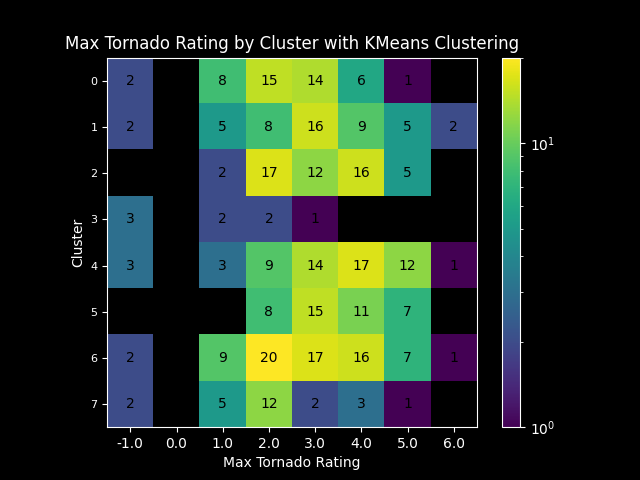 Max Tornado Rating by Cluster with KMeans Clustering
0 2 8 15 14 6 1
1 2 5 8 16 9 5 2
2 2 17 12 16 5
3 3 2 2 1
4 3 3 9 14 17 12 1
5 8 15 11 7
6 2 9 20 17 16 7 1
7 2 5 12 2 3 1
-1.0 0.0 1.0 2.0 3.0 4.0 5.0 6.0
Max Tornado Rating
Cluster
10¹
10⁰